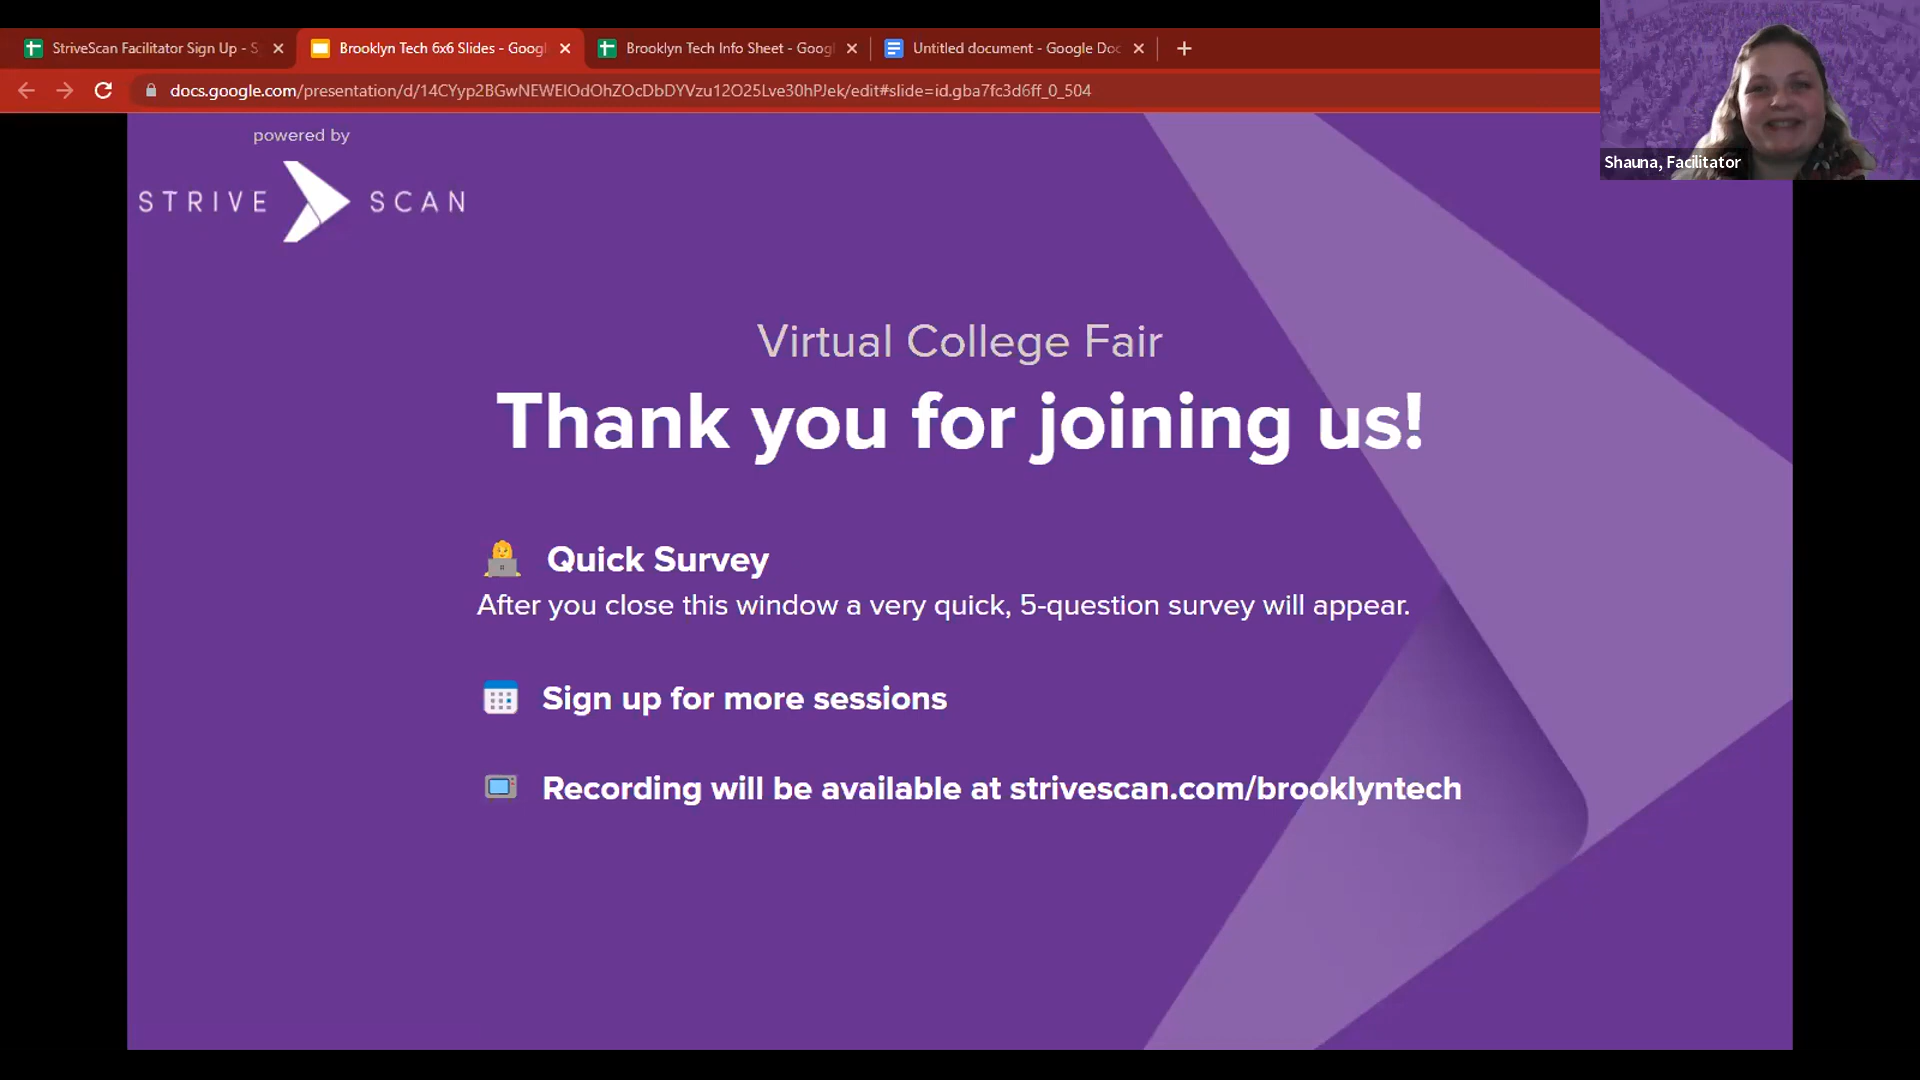 StriveScan Facilitator Sign Up - S
Brooklyn Tech 6x6 Slides - Googl
Brooklyn Tech Info Sheet - Googl
Untitled document - Google Doc
docs.google.com/presentation/d/14CYyp2BGwNEWEIOdOhZOcDbDYVzu12O25Lve30hPJek/edit#slide=id.gba7fc3d6ff_0_504
Shauna, Facilitator
powered by
STRIVE SCAN
Virtual College Fair
Thank you for joining us!
Quick Survey
After you close this window a very quick, 5-question survey will appear.
Sign up for more sessions
Recording will be available at strivescan.com/brooklyntech